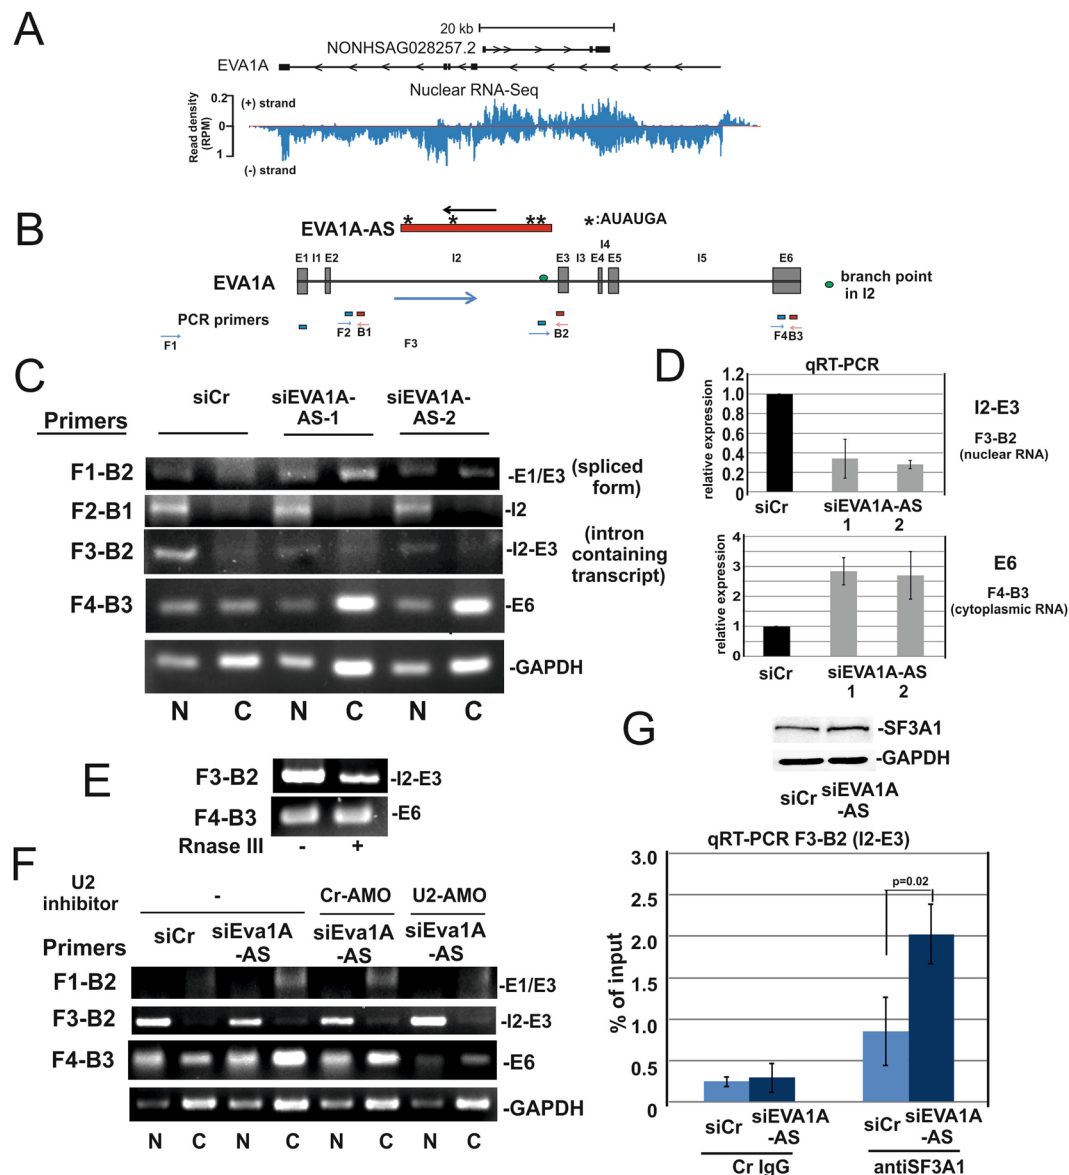 A
20 kb
NONHSAG028257.2
EVA1A
Nuclear RNA-Seq
Read density
(RPM)
0.2
0
1
(+) strand
(-) strand
B
EVA1A-AS
* * **
*:AUAUGA
EVA1A
E1 I1 E2 I2 E3 I3 E4 I4 E5 I5 E6
branch point
in I2
PCR primers
F1 F2 B1 F3 B2 F4 B3
C
Primers
siCr
siEVA1A-
AS-1
siEVA1A-
AS-2
F1-B2
-E1/E3
(spliced
form)
F2-B1
-I2
F3-B2
-I2-E3
(intron
containing
transcript)
F4-B3
-E6
-GAPDH
N C N C N C
D
qRT-PCR
relative expression
1.2
1.0
0.8
0.6
0.4
0.2
0
siCr
siEVA1A-AS
1 2
I2-E3
F3-B2
(nuclear RNA)
relative expression
4
3
2
1
0
siCr
siEVA1A-AS
1 2
E6
F4-B3
(cytoplasmic RNA)
E
F3-B2
-I2-E3
F4-B3
-E6
Rnase III - +
F
U2
inhibitor
-
Cr-AMO
U2-AMO
Primers
siCr
siEva1A
-AS
siEva1A
-AS
siEva1A
-AS
F1-B2
-E1/E3
F3-B2
-I2-E3
F4-B3
-E6
-GAPDH
N C N C N C N C
G
-SF3A1
-GAPDH
siCr siEVA1A
-AS
qRT-PCR F3-B2 (I2-E3)
% of input
3.0
2.5
2.0
1.5
1.0
0.5
0
p=0.02
siCr siEVA1A
-AS
siCr siEVA1A
-AS
Cr IgG
antiSF3A1